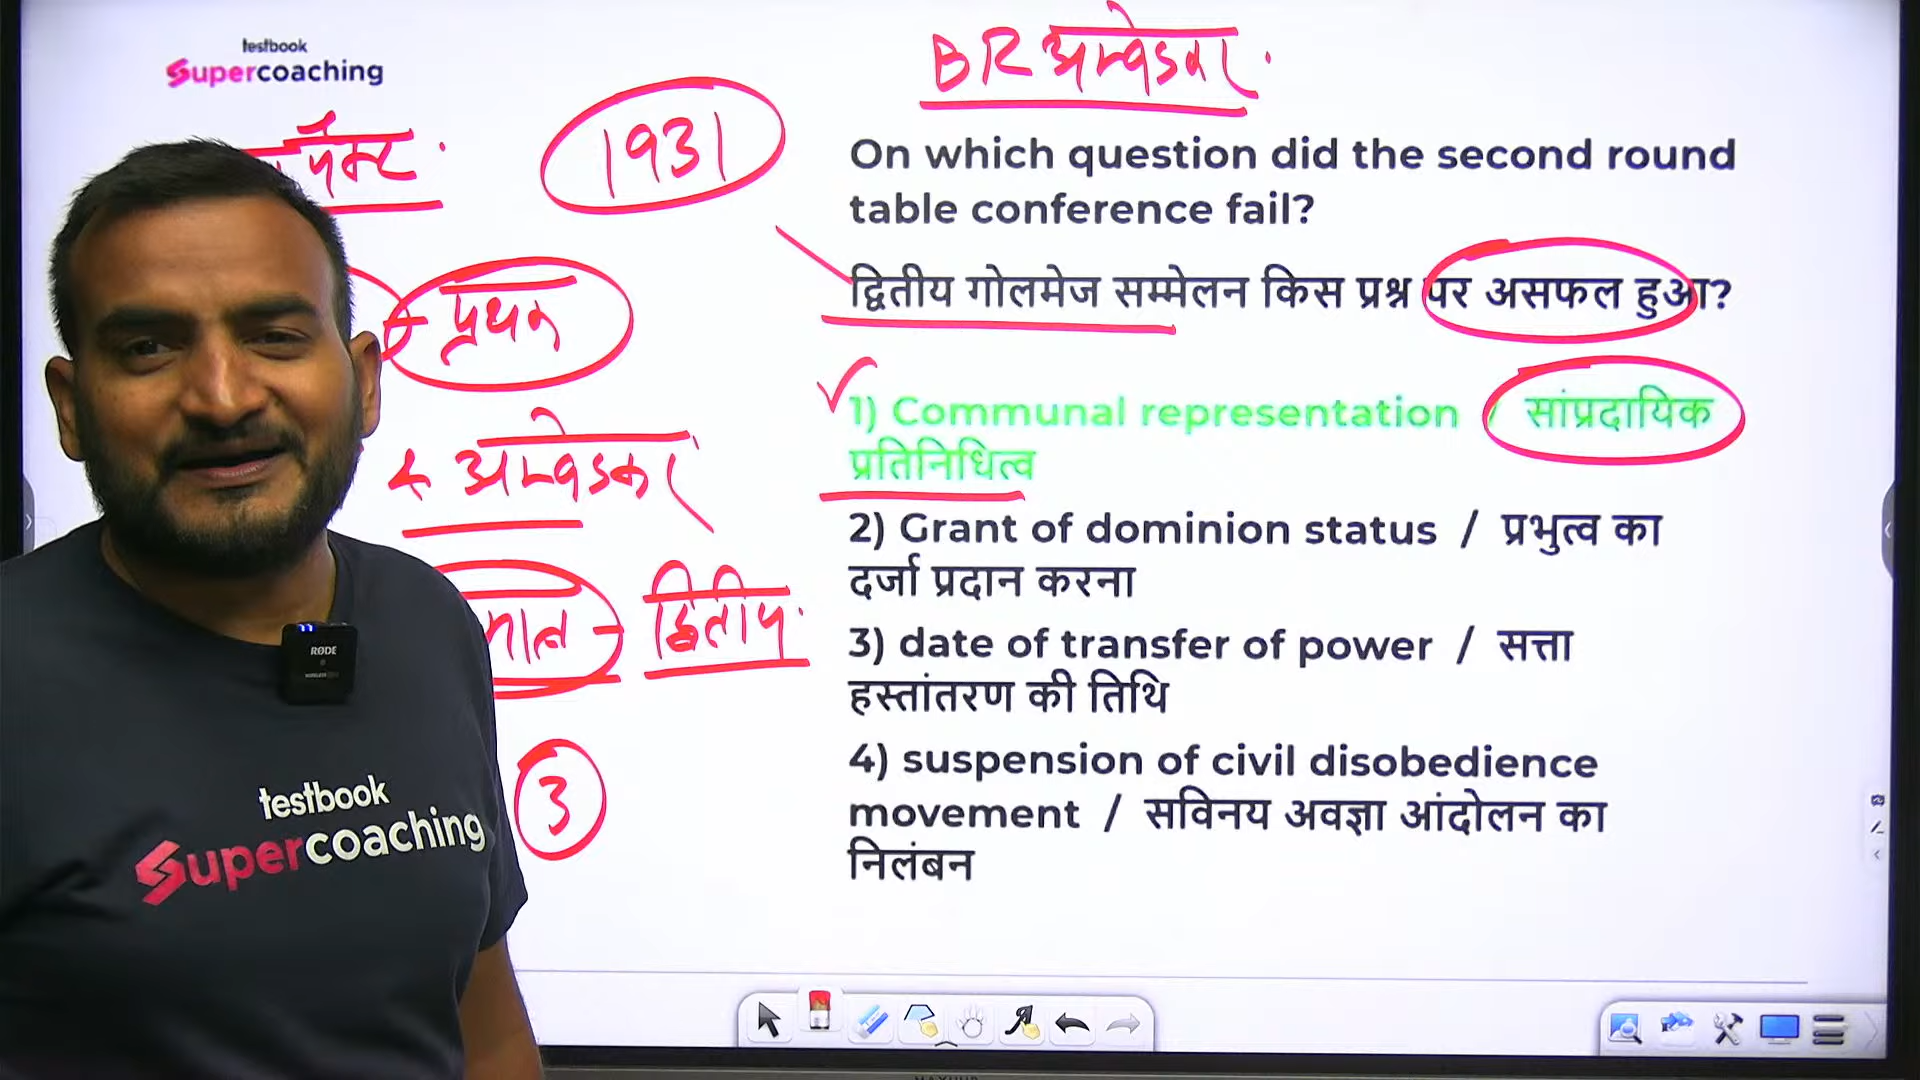 testbook
Supercoaching
BR अम्बेडकर.
पैक्ट.
1931
On which question did the second round
table conference fail?
द्वितीय गोलमेज सम्मेलन किस प्रश्न पर असफल हुआ?
प्रथम
1) Communal representation / सांप्रदायिक
प्रतिनिधित्व
अम्बेडकर
2) Grant of dominion status / प्रभुत्व का
दर्जा प्रदान करना
द्वितीय.
3) date of transfer of power / सत्ता
हस्तांतरण की तिथि
3
4) suspension of civil disobedience
movement / सविनय अवज्ञा आंदोलन का
निलंबन
RØDE
testbook
Supercoaching